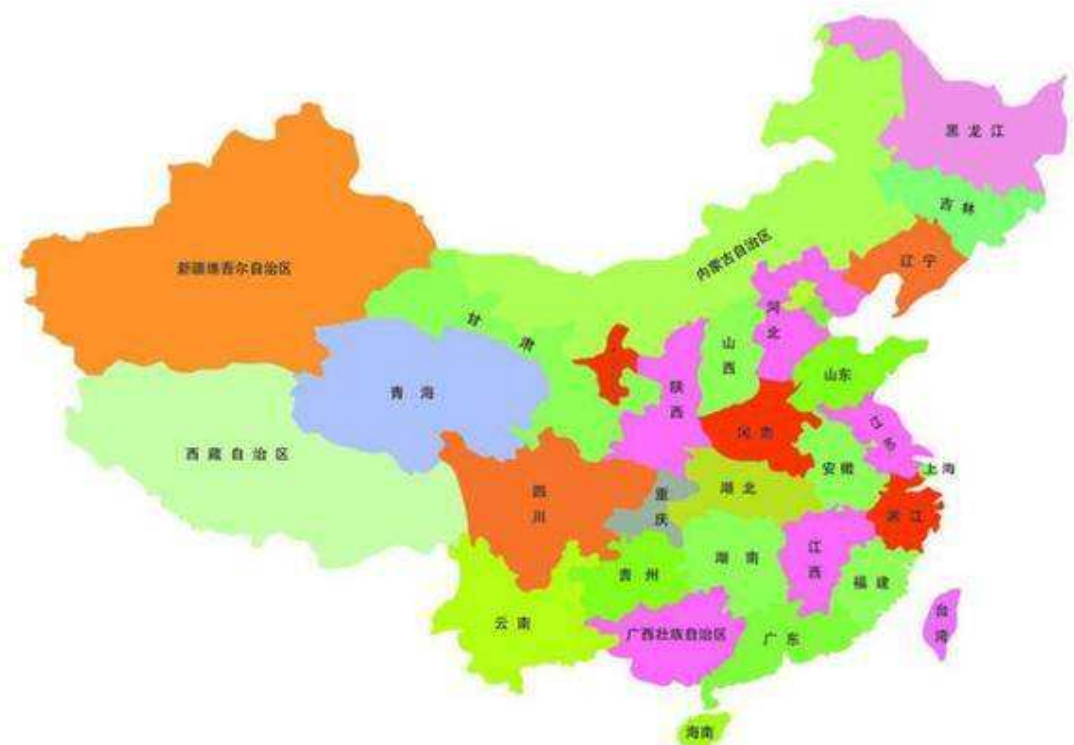 黑龙江
吉林
辽宁
内蒙古自治区
新疆维吾尔自治区
甘肃
河北
山西
山东
青海
陕西
西藏自治区
河南
江苏
安徽
上海
四川
重庆
湖北
浙江
湖南
江西
贵州
福建
云南
广西壮族自治区
广东
台湾
海南